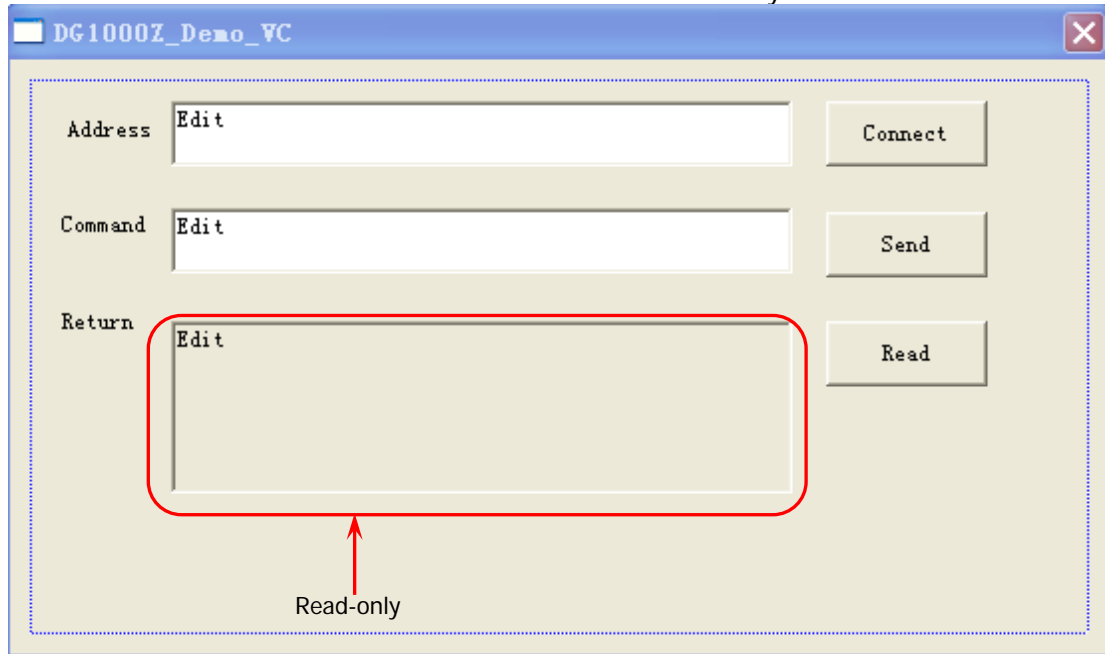 DG1000Z_Demo_VC
Address Edit Connect
Command Edit Send
Return Edit Read
Read-only